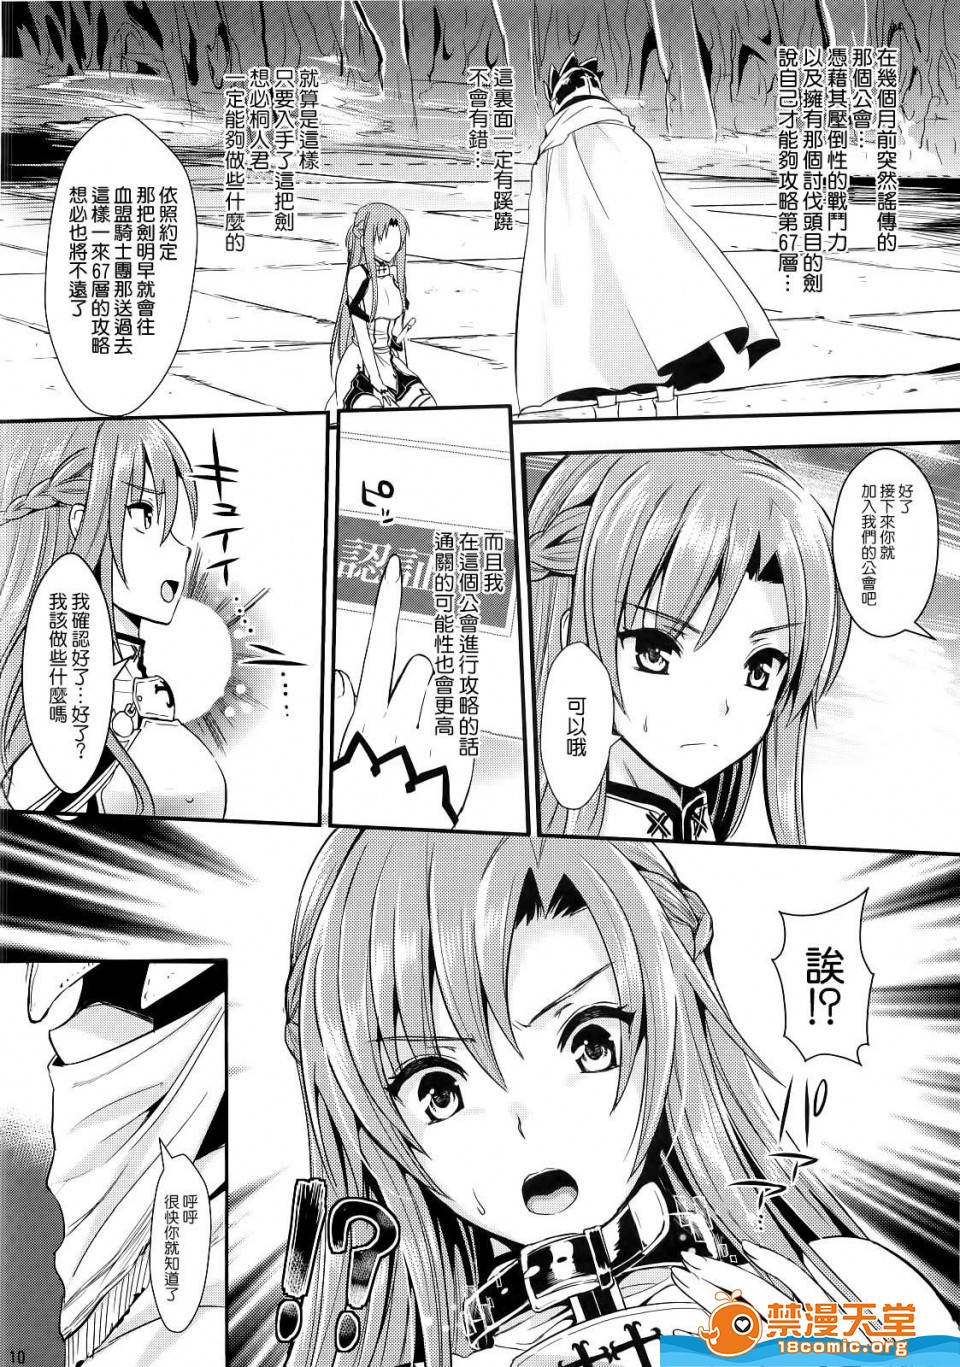 在幾個月前突然謠傳的
那個公會…
憑藉其壓倒性的戰鬥力
以及擁有那個討伐頭目的劍
說自己才能夠攻略第67層…
這裏面一定有蹊蹺
不會有錯…
就算是這樣
只要入手了這把劍
想必桐人君
一定能夠做些什麼的
依照約定
那把劍明早就會往
血盟騎士團那送過去
這樣一來67層的攻略
想必也將不遠了
好了
接下來你就
加入我們的公會吧
可以哦
而且我
在這個公會進行攻略的話
通關的可能性也會更高
認証
ピッ
我確認好了…好了?
我該做些什麼嗎
誒!?
!?
呼呼
很快你就知道了
10
禁漫天堂
18comic.org